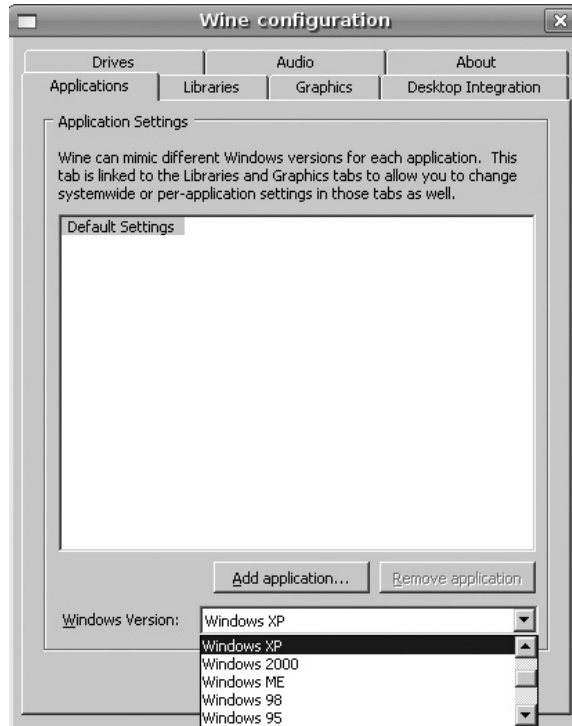 Wine configuration
Drives
Audio
About
Applications
Libraries
Graphics
Desktop Integration
Application Settings
Wine can mimic different Windows versions for each application. This
tab is linked to the Libraries and Graphics tabs to allow you to change
systemwide or per-application settings in those tabs as well.
Default Settings
Add application...
Remove application
Windows Version:
Windows XP
Windows XP
Windows 2000
Windows ME
Windows 98
Windows 95